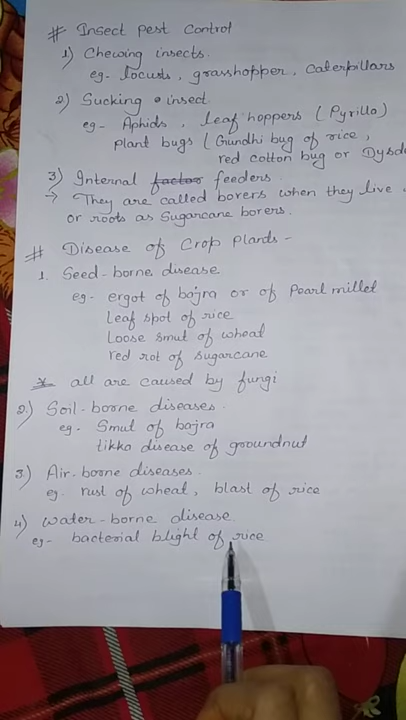 # Insect Pest Control
1) Chewing insects.
eg- locust, grasshopper, caterpillars
2) Sucking insect
eg- Aphids, leaf hoppers (Pyrilla)
plant bugs (Gundhi bug of rice,
red cotton bug or Dysd
3) Internal factor feeders.
→ They are called borers when they live
or roots as Sugarcane borers.
# Disease of Crop Plants -
1. Seed-borne disease
eg- ergot of bajra or of Pearl millet
Leaf spot of rice
Loose smut of wheat
red rot of sugarcane
* all are caused by fungi
2.) Soil-borne diseases.
eg- Smut of bajra
tikka disease of groundnut
3.) Air-borne diseases.
eg. rust of wheat, blast of rice
4) Water-borne disease.
eg- bacterial blight of rice